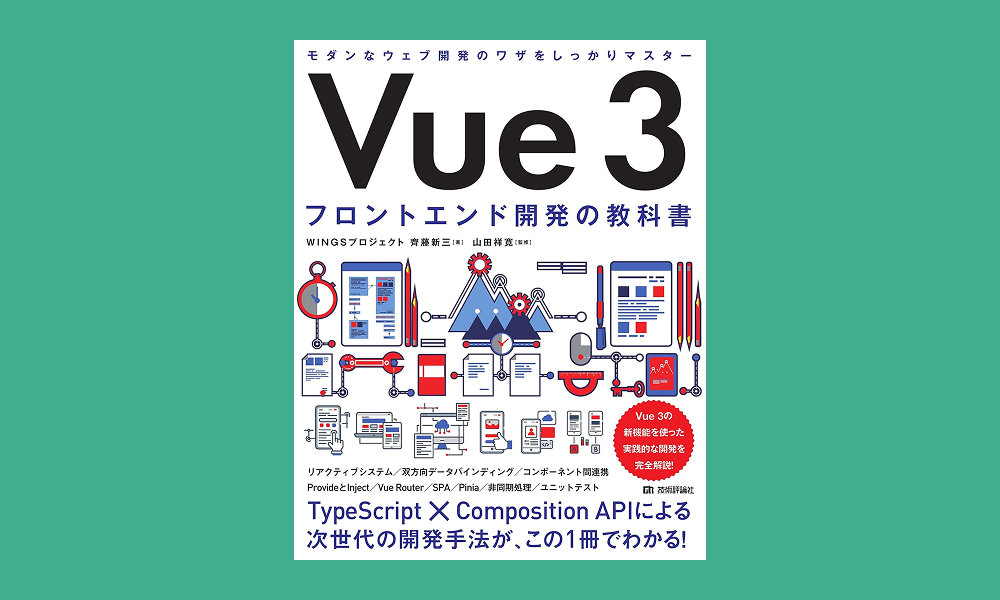 モダンなウェブ開発のワザをしっかりマスター
Vue 3
フロントエンド開発の教科書
WINGSプロジェクト 齊藤新三[著] 山田祥寛[監修]
A
B
Vue 3の
新機能を使った
実践的な開発を
完全解説!
リアクティブシステム/双方向データバインディング/コンポーネント間連携
ProvideとInject/Vue Router/SPA/Pinia/非同期処理/ユニットテスト
技術評論社
TypeScript × Composition APIによる
次世代の開発手法が、この1冊でわかる!